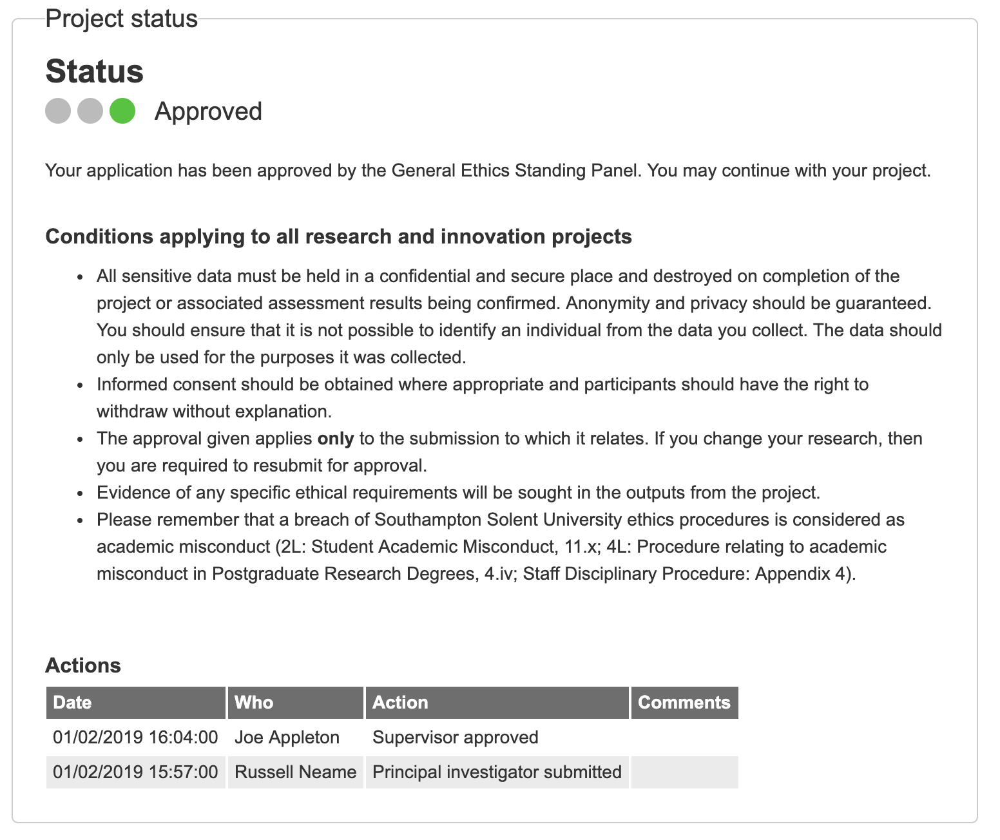 Project status
Status
Approved
Your application has been approved by the General Ethics Standing Panel. You may continue with your project.
Conditions applying to all research and innovation projects
• All sensitive data must be held in a confidential and secure place and destroyed on completion of the
project or associated assessment results being confirmed. Anonymity and privacy should be guaranteed.
You should ensure that it is not possible to identify an individual from the data you collect. The data should
only be used for the purposes it was collected.
• Informed consent should be obtained where appropriate and participants should have the right to
withdraw without explanation.
• The approval given applies only to the submission to which it relates. If you change your research, then
you are required to resubmit for approval.
• Evidence of any specific ethical requirements will be sought in the outputs from the project.
• Please remember that a breach of Southampton Solent University ethics procedures is considered as
academic misconduct (2L: Student Academic Misconduct, 11.x; 4L: Procedure relating to academic
misconduct in Postgraduate Research Degrees, 4.iv; Staff Disciplinary Procedure: Appendix 4).
Actions
Date Who Action Comments
01/02/2019 16:04:00 Joe Appleton Supervisor approved
01/02/2019 15:57:00 Russell Neame Principal investigator submitted